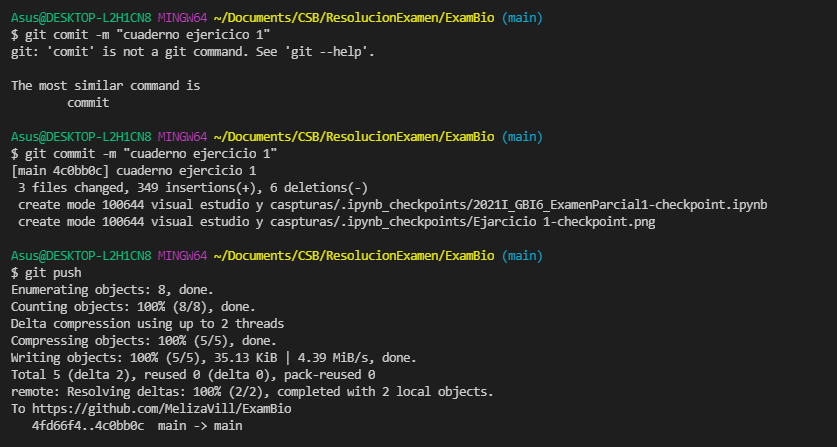 Asus@DESKTOP-L2H1CN8 MINGW64 ~/Documents/CSB/ResolucionExamen/ExamBio (main)
$ git comit -m "cuaderno ejericico 1"
git: 'comit' is not a git command. See 'git --help'.
The most similar command is
commit
Asus@DESKTOP-L2H1CN8 MINGW64 ~/Documents/CSB/ResolucionExamen/ExamBio (main)
$ git commit -m "cuaderno ejercicio 1"
[main 4c0bb0c] cuaderno ejercicio 1
3 files changed, 349 insertions(+), 6 deletions(-)
create mode 100644 visual estudio y caspturas/.ipynb_checkpoints/2021I_GBI6_ExamenParcial1-checkpoint.ipynb
create mode 100644 visual estudio y caspturas/.ipynb_checkpoints/Ejarcicio 1-checkpoint.png
Asus@DESKTOP-L2H1CN8 MINGW64 ~/Documents/CSB/ResolucionExamen/ExamBio (main)
$ git push
Enumerating objects: 8, done.
Counting objects: 100% (8/8), done.
Delta compression using up to 2 threads
Compressing objects: 100% (5/5), done.
Writing objects: 100% (5/5), 35.13 KiB | 4.39 MiB/s, done.
Total 5 (delta 2), reused 0 (delta 0), pack-reused 0
remote: Resolving deltas: 100% (2/2), completed with 2 local objects.
To https://github.com/MelizaVill/ExamBio
4fd66f4..4c0bb0c  main -> main